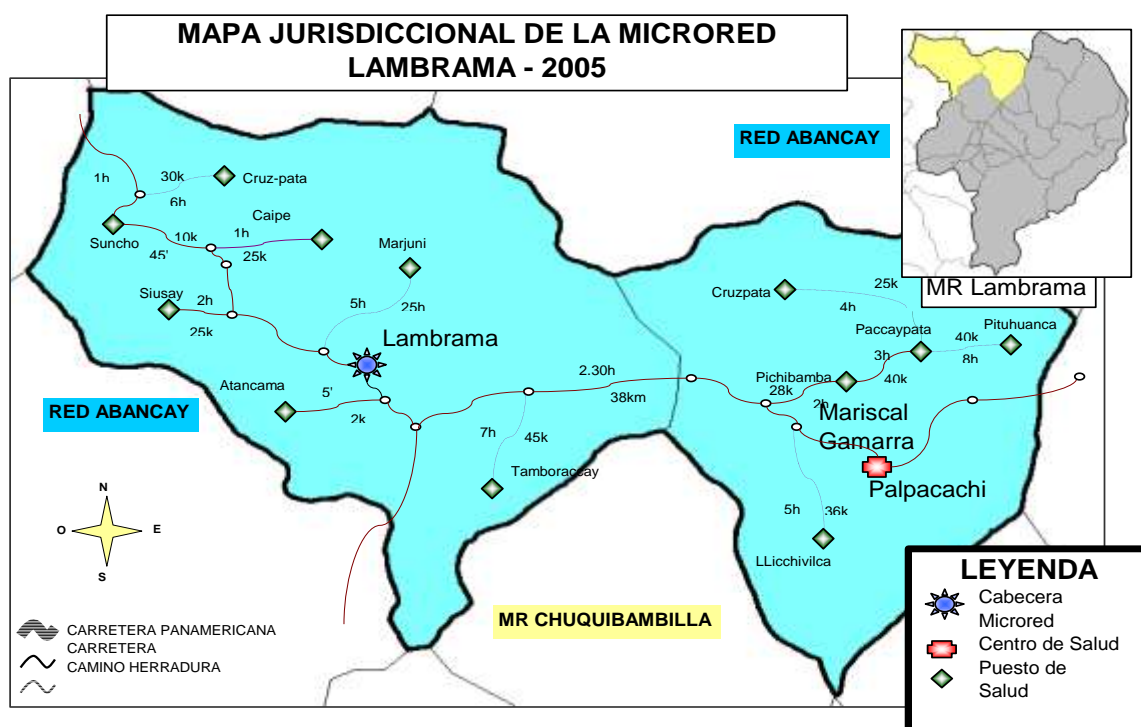 MAPA JURISDICCIONAL DE LA MICRORED
LAMBRAMA - 2005
RED ABANCAY
MR Lambrama
1h
30k
6h
Cruz-pata
Suncho
10k
45'
Caipe
1h
25k
Marjuni
5h
25h
Siusay
2h
25k
Lambrama
Atancama
5'
2k
RED ABANCAY
2.30h
38km
7h
45k
Tamboraccay
Cruzpata
25k
4h
Paccaypata
Pituhuanca
40k
8h
3h
40k
Pichibamba
28k
2h
Mariscal
Gamarra
Palpacachi
5h
36k
LLicchivilca
MR CHUQUIBAMBILLA
N
O
E
S
CARRETERA PANAMERICANA
CARRETERA
CAMINO HERRADURA
LEYENDA
Cabecera
Microred
Centro de Salud
Puesto de
Salud